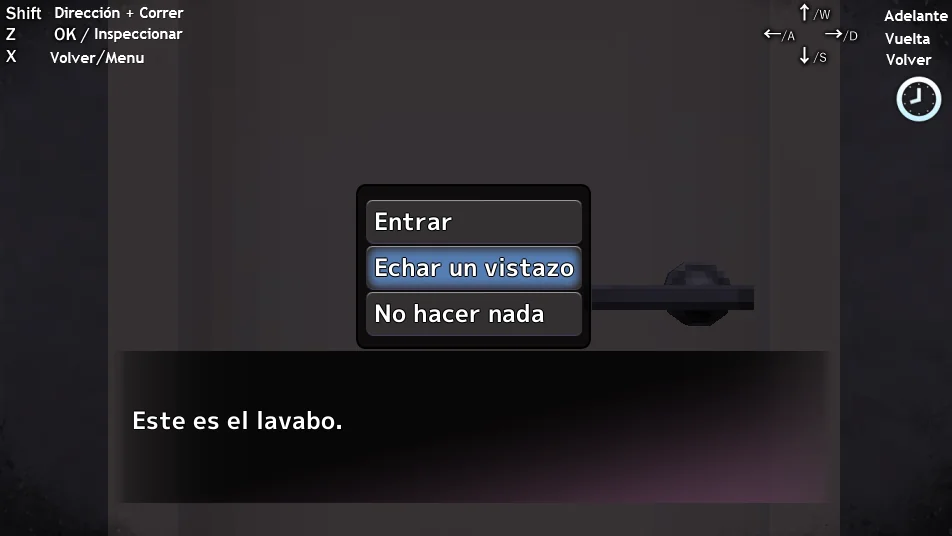 Shift Dirección + Correr
Z OK / Inspeccionar
X Volver/Menu
↑/W Adelante
←/A →/D Vuelta
↓/S Volver
Entrar
Echar un vistazo
No hacer nada
Este es el lavabo.